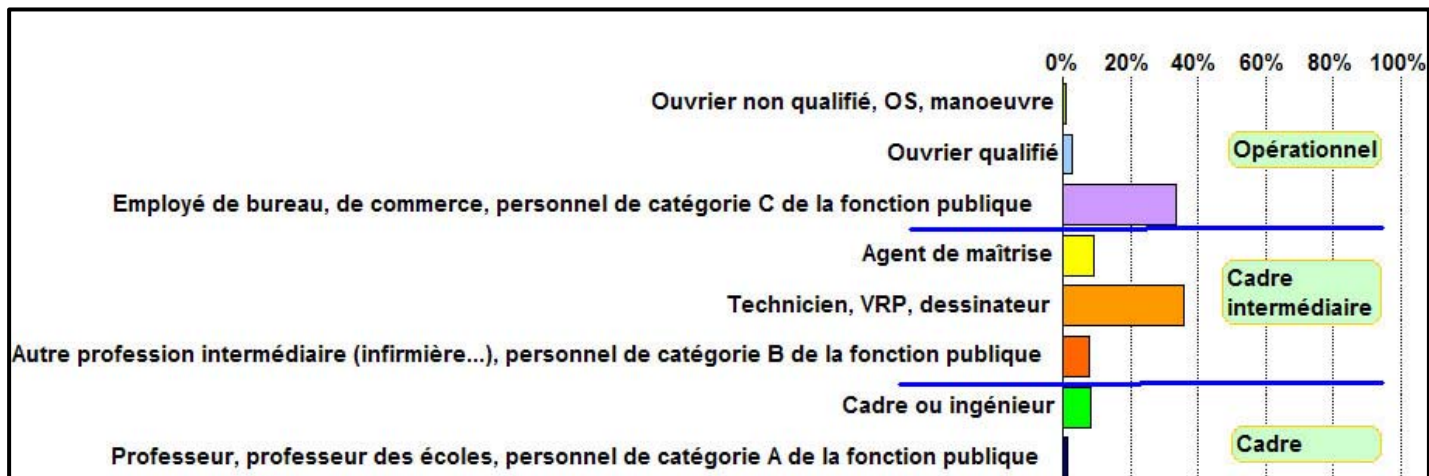 0% 20% 40% 60% 80% 100%
Ouvrier non qualifié, OS, manoeuvre
Ouvrier qualifié
Opérationnel
Employé de bureau, de commerce, personnel de catégorie C de la fonction publique
Agent de maîtrise
Cadre
intermédiaire
Technicien, VRP, dessinateur
Autre profession intermédiaire (infirmière...), personnel de catégorie B de la fonction publique
Cadre ou ingénieur
Cadre
Professeur, professeur des écoles, personnel de catégorie A de la fonction publique